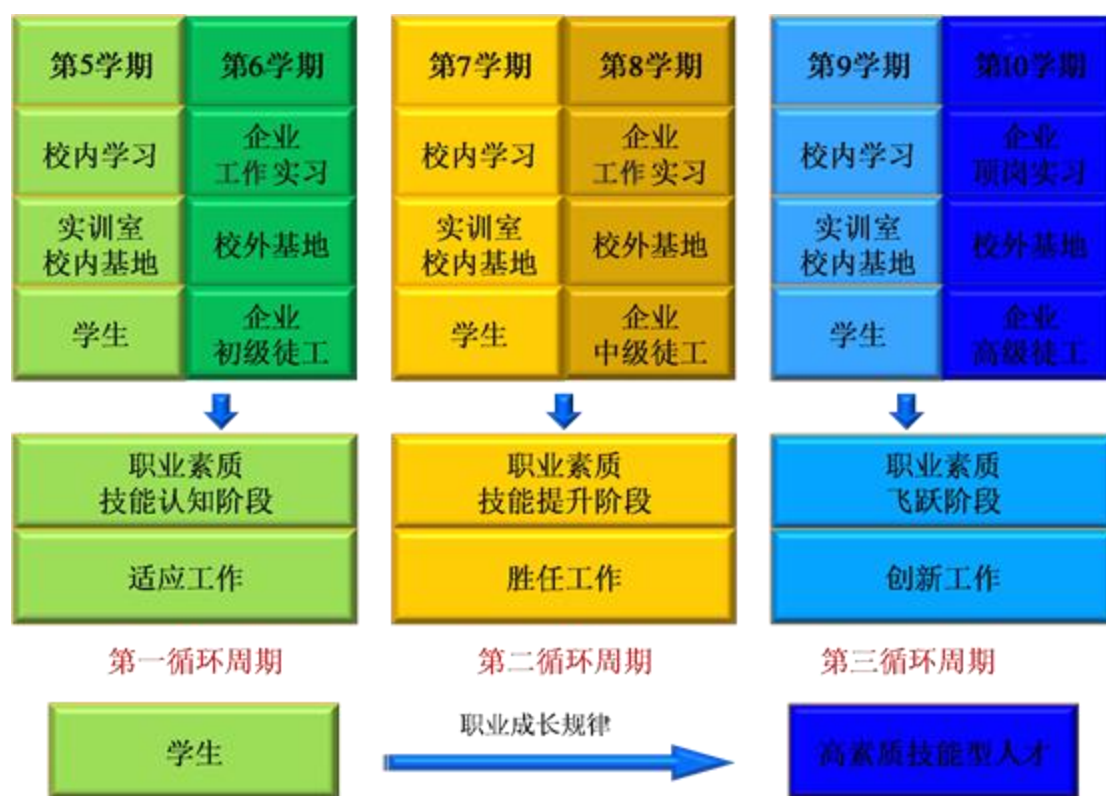 第5学期
第6学期
第7学期
第8学期
第9学期
第10学期
校内学习
企业
工作实习
校内学习
企业
工作实习
校内学习
企业
顶岗实习
实训室
校内基地
校外基地
实训室
校内基地
校外基地
实训室
校内基地
校外基地
学生
企业
初级徒工
学生
企业
中级徒工
学生
企业
高级徒工
职业素质
技能认知阶段
职业素质
技能提升阶段
职业素质
飞跃阶段
适应工作
胜任工作
创新工作
第一循环周期
第二循环周期
第三循环周期
学生
职业成长规律
高素质技能型人才